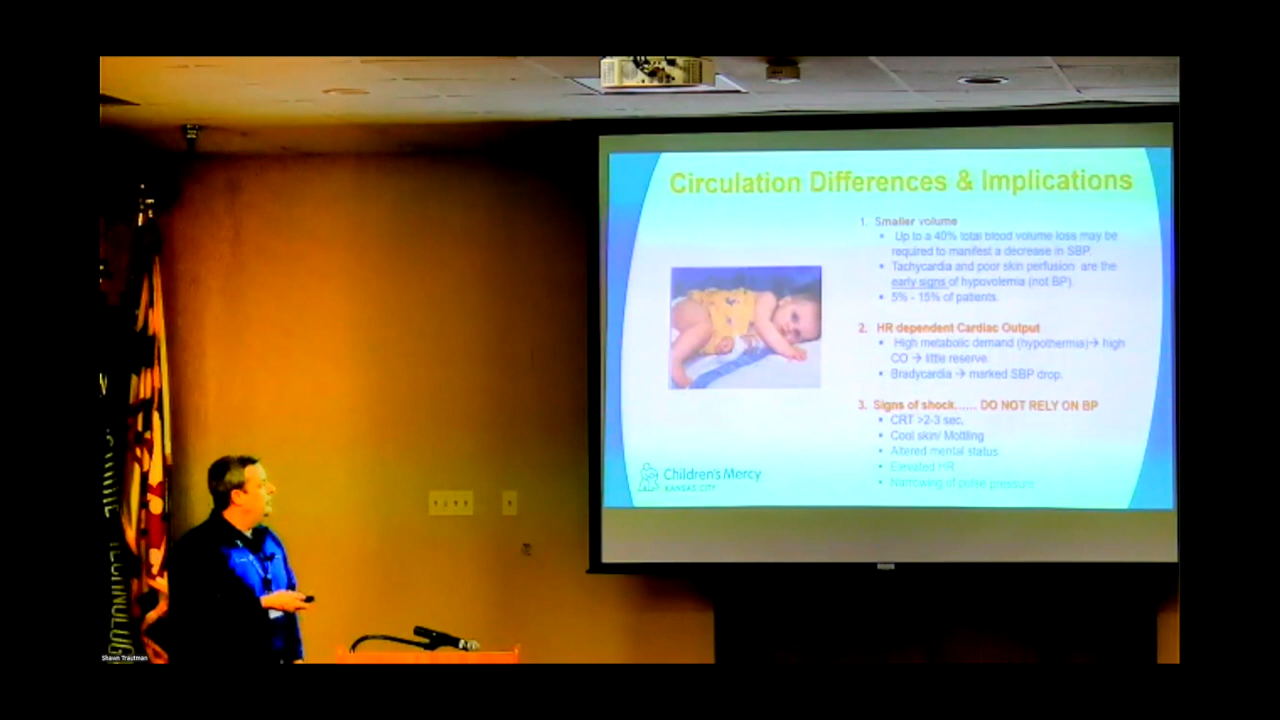 Circulation Differences & Implications
1. Smaller volume
Up to a 40% total blood volume loss may be
required to manifest a decrease in SBP.
Tachycardia and poor skin perfusion are the
early signs of hypovolemia (not BP).
5% - 15% of patients.
2. HR dependent Cardiac Output
High metabolic demand (hypothermia)→ high
CO → little reserve.
Bradycardia → marked SBP drop.
3. Signs of shock...... DO NOT RELY ON BP
CRT >2-3 sec,
Cool skin/ Mottling
Altered mental status
Elevated HR
Narrowing of pulse pressure
Children's Mercy
KANSAS CITY
Shawn Trautman